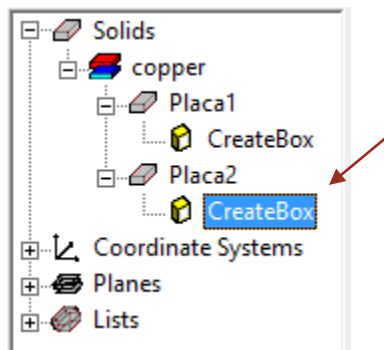 Solids
copper
Placa1
CreateBox
Placa2
CreateBox
Coordinate Systems
Planes
Lists